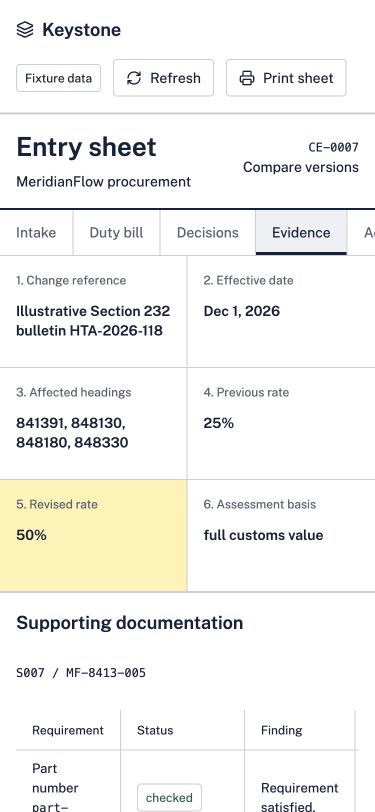 Keystone
Fixture data
Refresh
Print sheet
Entry sheet
CE-0007
MeridianFlow procurement
Compare versions
Intake
Duty bill
Decisions
Evidence
1. Change reference
Illustrative Section 232
bulletin HTA-2026-118
2. Effective date
Dec 1, 2026
3. Affected headings
841391, 848130,
848180, 848330
4. Previous rate
25%
5. Revised rate
50%
6. Assessment basis
full customs value
Supporting documentation
S007 / MF-8413-005
Requirement
Status
Finding
Part
number
part-
checked
Requirement
satisfied.